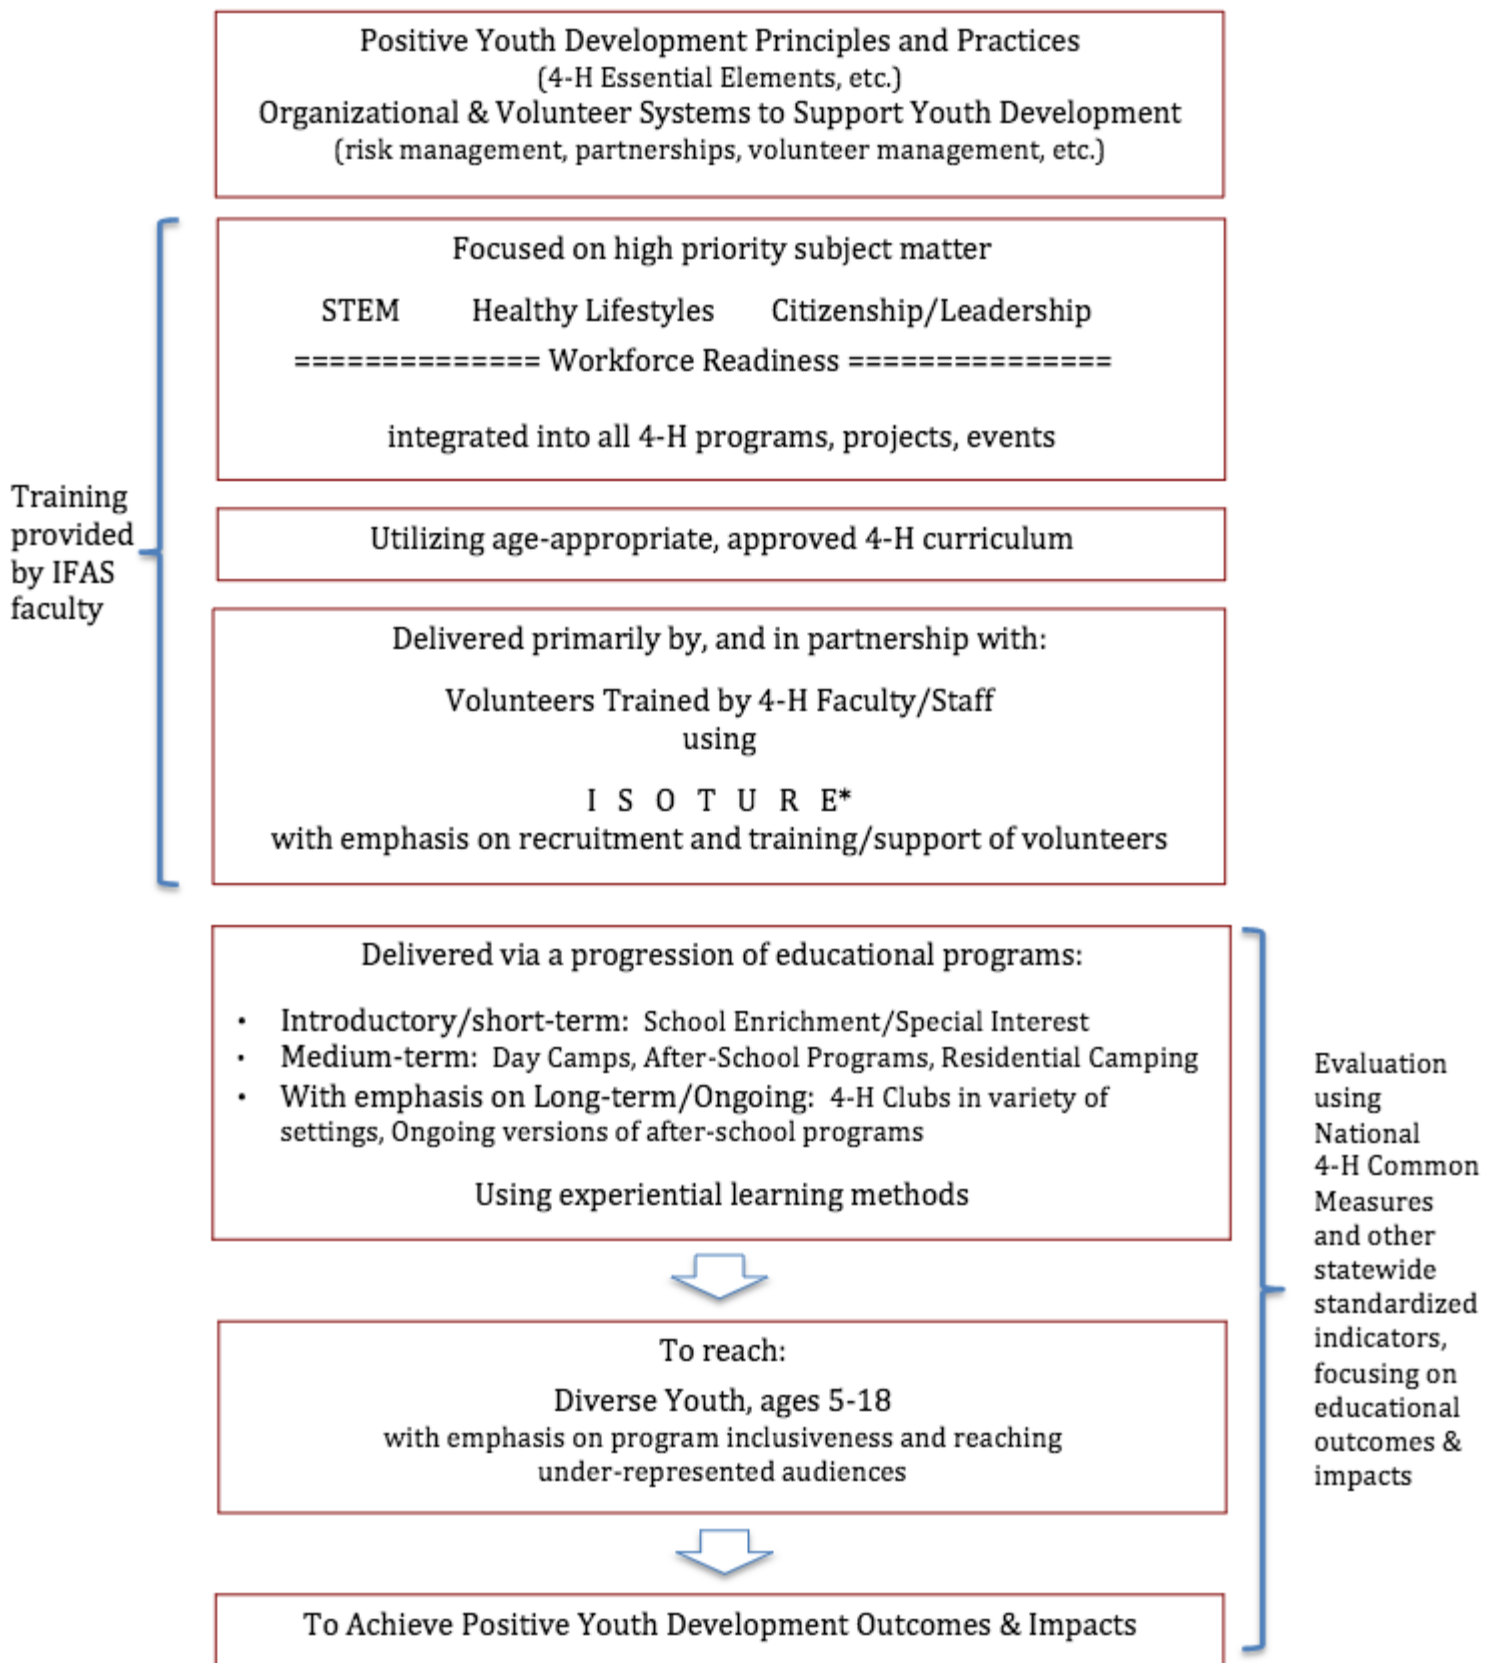 Positive Youth Development Principles and Practices
(4-H Essential Elements, etc.)
Organizational & Volunteer Systems to Support Youth Development
(risk management, partnerships, volunteer management, etc.)
Focused on high priority subject matter
STEM Healthy Lifestyles Citizenship/Leadership
============== Workforce Readiness ===============
integrated into all 4-H programs, projects, events
Training
provided
by IFAS
faculty
Utilizing age-appropriate, approved 4-H curriculum
Delivered primarily by, and in partnership with:
Volunteers Trained by 4-H Faculty/Staff
using
I S O T U R E*
with emphasis on recruitment and training/support of volunteers
Delivered via a progression of educational programs:
• Introductory/short-term: School Enrichment/Special Interest
• Medium-term: Day Camps, After-School Programs, Residential Camping
• With emphasis on Long-term/Ongoing: 4-H Clubs in variety of
settings, Ongoing versions of after-school programs
Using experiential learning methods
Evaluation
using
National
4-H Common
Measures
and other
statewide
standardized
indicators,
focusing on
educational
outcomes &
impacts
To reach:
Diverse Youth, ages 5-18
with emphasis on program inclusiveness and reaching
under-represented audiences
To Achieve Positive Youth Development Outcomes & Impacts